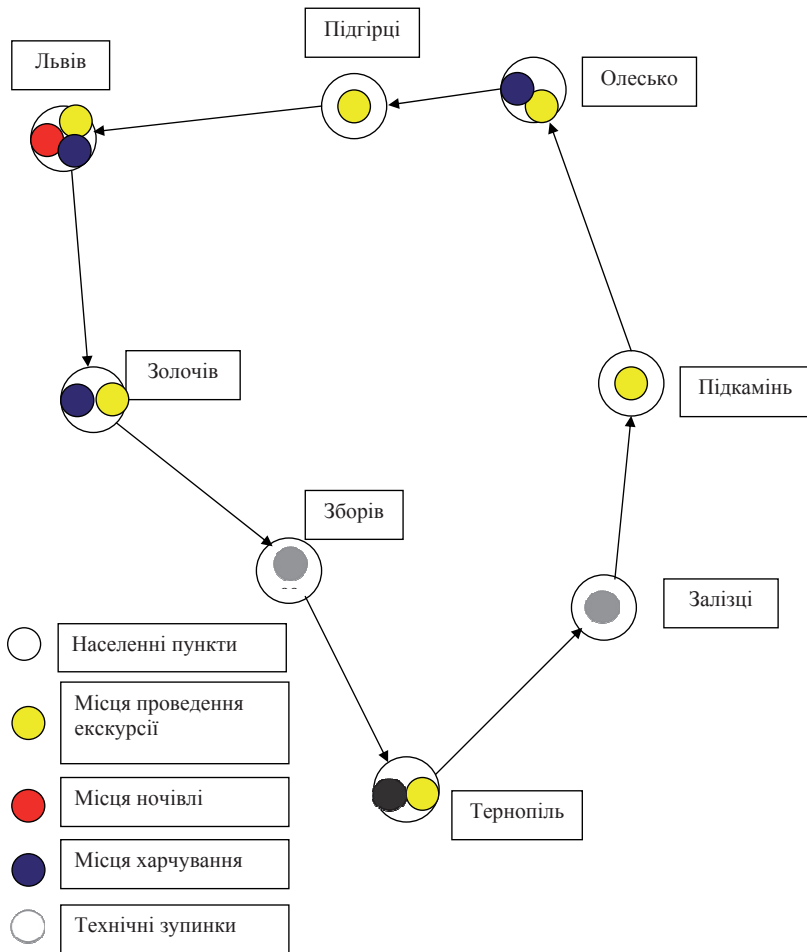 Підгірці
Львів
Олесько
Золочів
Підкамінь
Зборів
Залізці
Населенні пункти
Місця проведення
екскурсії
Місця ночівлі
Тернопіль
Місця харчування
Технічні зупинки